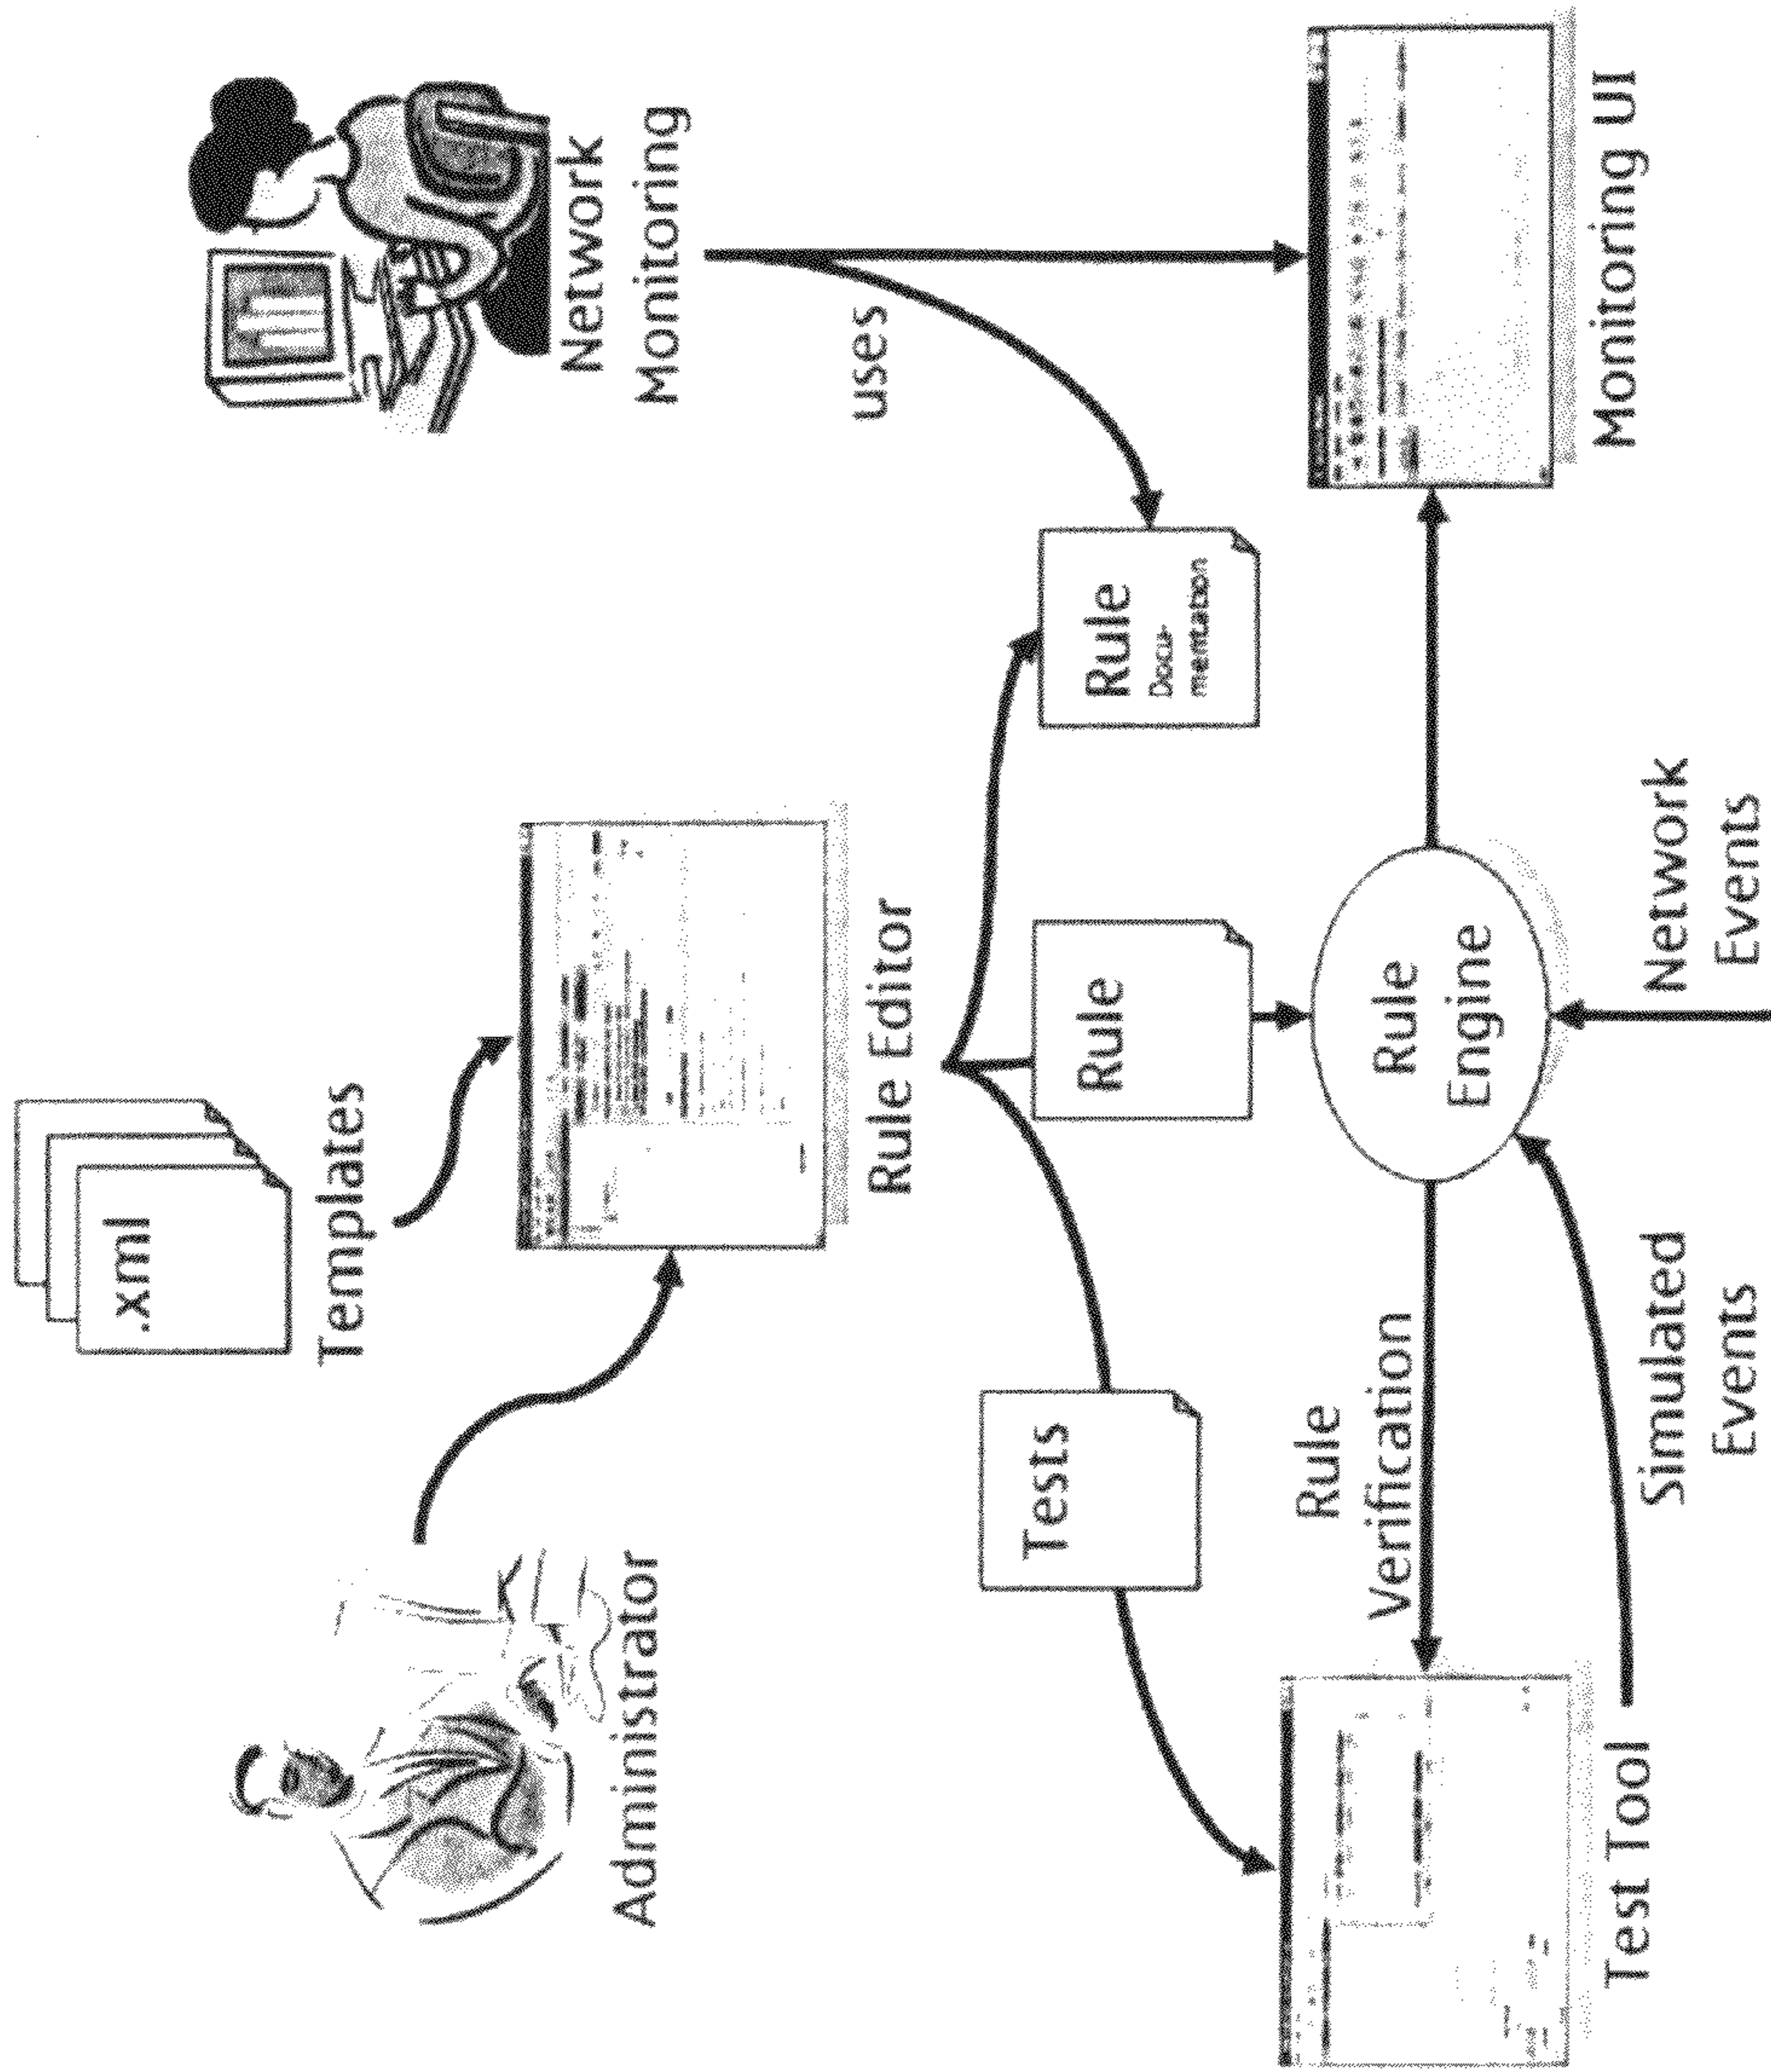 .xml
Templates
Administrator
Network
Monitoring
Rule Editor
uses
Tests
Rule
Rule
Docu-
mentation
Rule
Verification
Rule
Engine
Test Tool
Simulated
Events
Network
Events
Monitoring UI